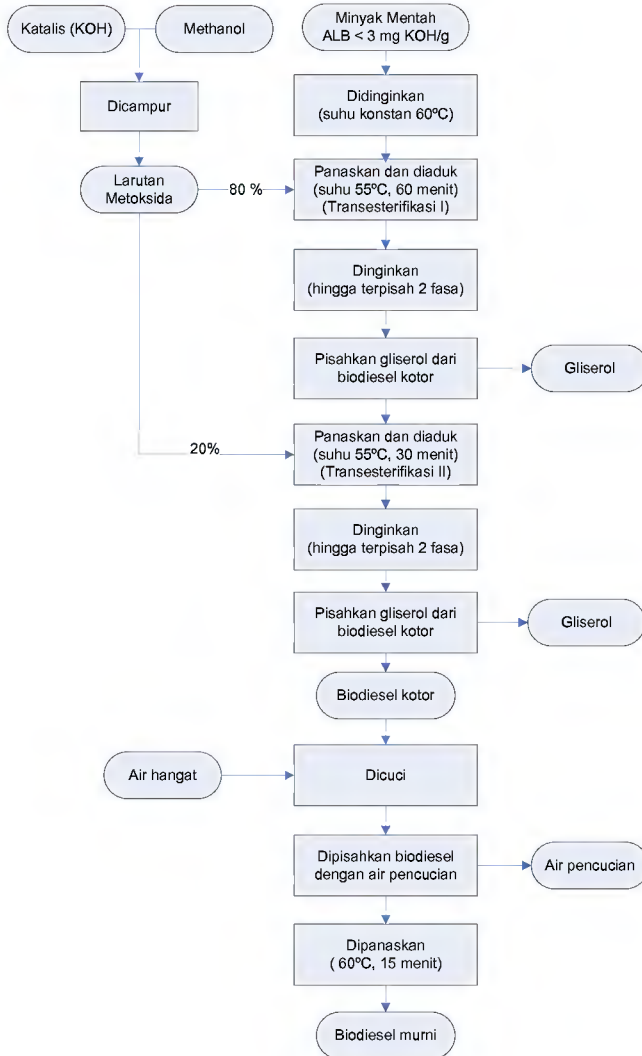 Katalis (KOH)
Methanol
Minyak Mentah
ALB < 3 mg KOH/g
Dicampur
Didinginkan
(suhu konstan 60ºC)
Larutan
Metoksida
80 %
Panaskan dan diaduk
(suhu 55ºC, 60 menit)
(Transesterifikasi I)
Dinginkan
(hingga terpisah 2 fasa)
Pisahkan gliserol dari
biodiesel kotor
Gliserol
20%
Panaskan dan diaduk
(suhu 55ºC, 30 menit)
(Transesterifikasi II)
Dinginkan
(hingga terpisah 2 fasa)
Pisahkan gliserol dari
biodiesel kotor
Gliserol
Biodiesel kotor
Air hangat
Dicuci
Dipisahkan biodiesel
dengan air pencucian
Air pencucian
Dipanaskan
( 60ºC, 15 menit)
Biodiesel murni